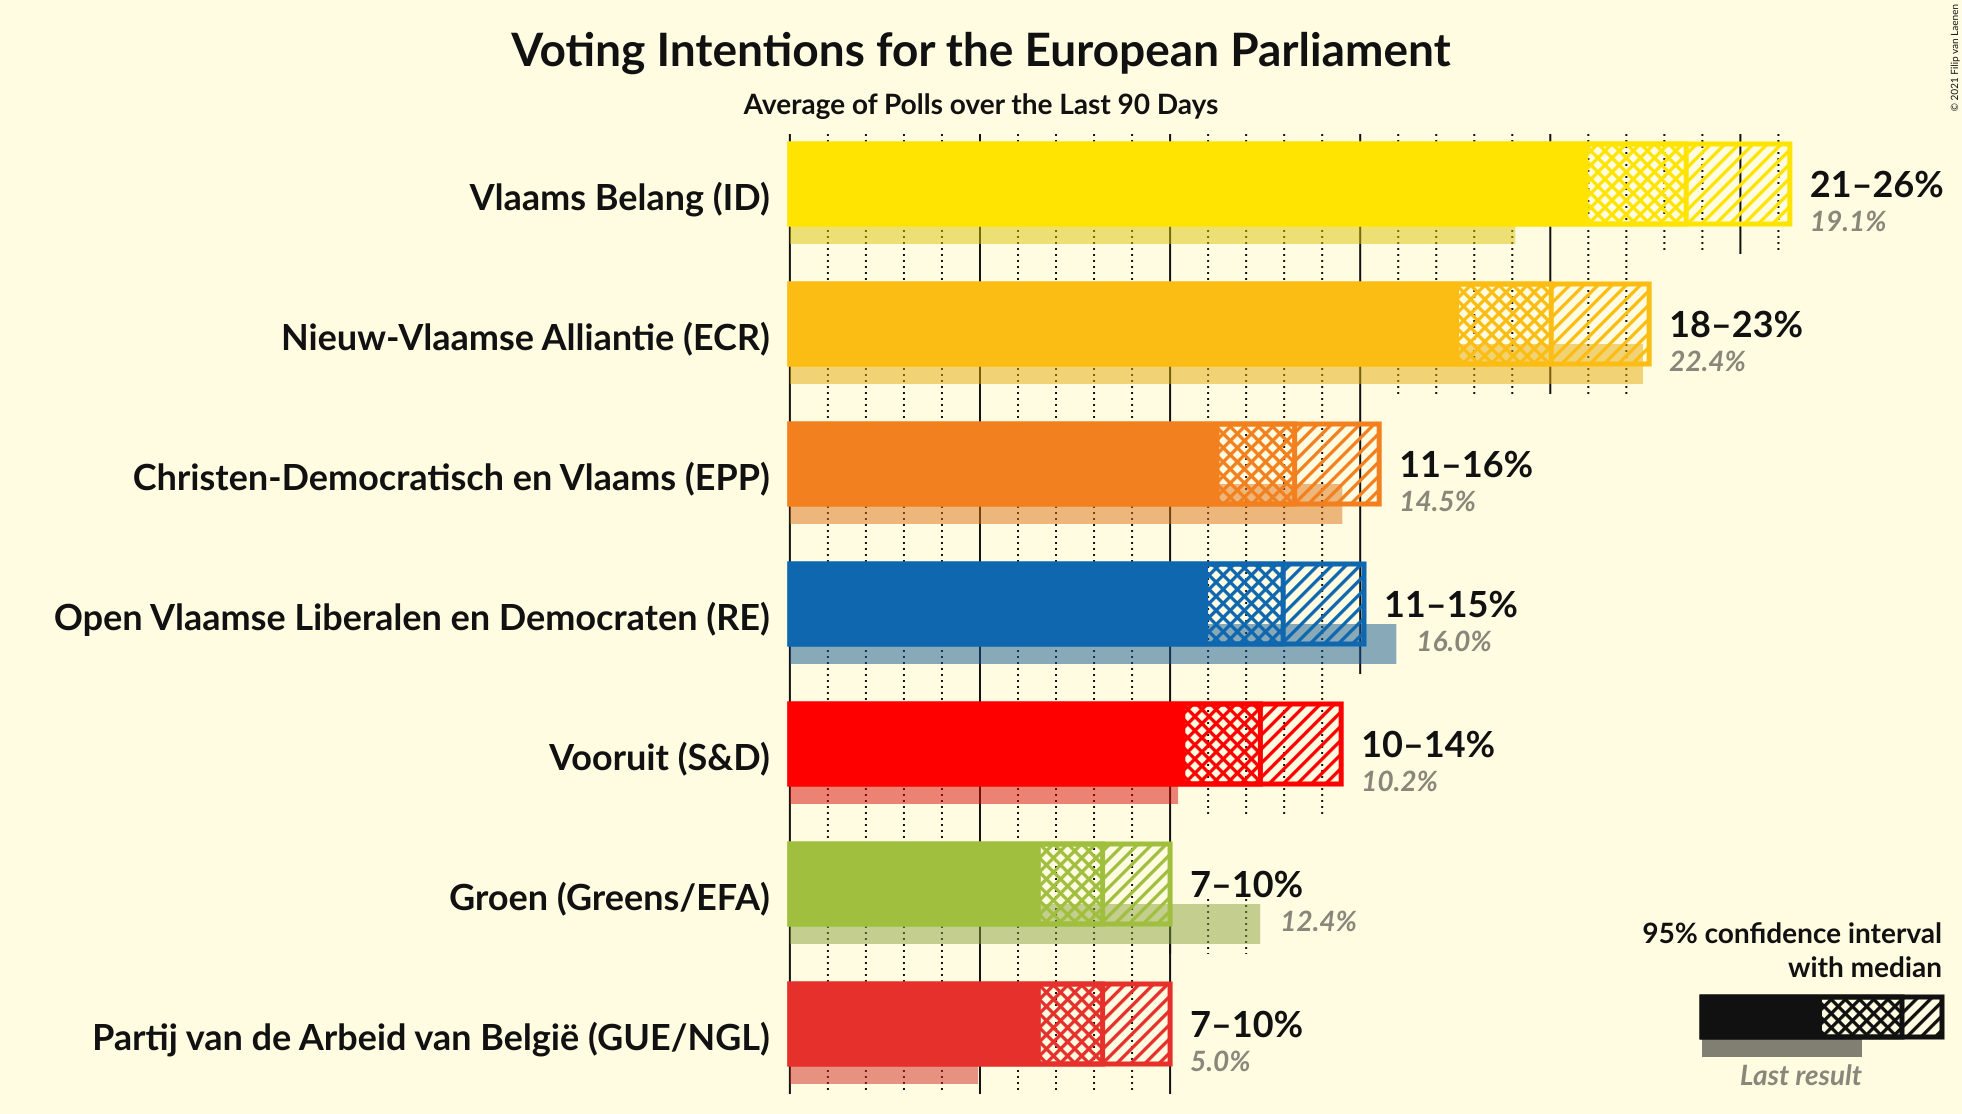 Voting Intentions for the European Parliament
Average of Polls over the Last 90 Days
© 2021 Filip van Laenen
Vlaams Belang (ID)
21–26%
19.1%
Nieuw-Vlaamse Alliantie (ECR)
18–23%
22.4%
Christen-Democratisch en Vlaams (EPP)
11–16%
14.5%
Open Vlaamse Liberalen en Democraten (RE)
11–15%
16.0%
Vooruit (S&D)
10–14%
10.2%
Groen (Greens/EFA)
7–10%
12.4%
Partij van de Arbeid van België (GUE/NGL)
7–10%
5.0%
95% confidence interval
with median
Last result